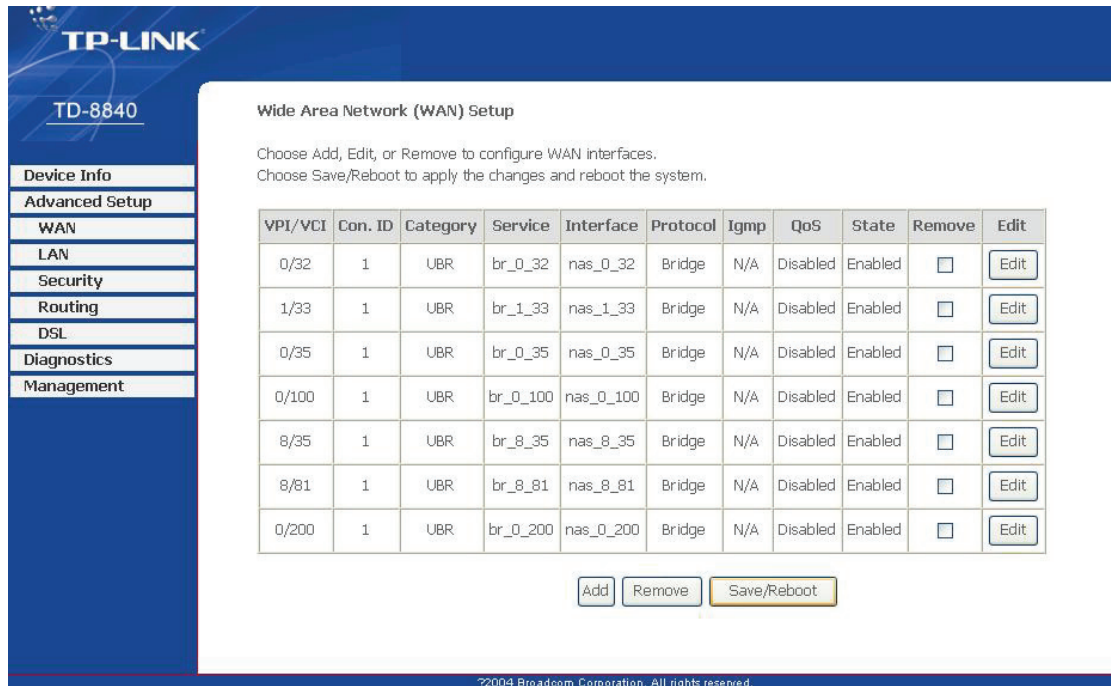 TP-LINK
TD-8840
Device Info
Advanced Setup
WAN
LAN
Security
Routing
DSL
Diagnostics
Management
Wide Area Network (WAN) Setup
Choose Add, Edit, or Remove to configure WAN interfaces.
Choose Save/Reboot to apply the changes and reboot the system.
VPI/VCI Con. ID Category Service Interface Protocol Igmp QoS State Remove Edit
0/32 1 UBR br_0_32 nas_0_32 Bridge N/A Disabled Enabled Edit
1/33 1 UBR br_1_33 nas_1_33 Bridge N/A Disabled Enabled Edit
0/35 1 UBR br_0_35 nas_0_35 Bridge N/A Disabled Enabled Edit
0/100 1 UBR br_0_100 nas_0_100 Bridge N/A Disabled Enabled Edit
8/35 1 UBR br_8_35 nas_8_35 Bridge N/A Disabled Enabled Edit
8/81 1 UBR br_8_81 nas_8_81 Bridge N/A Disabled Enabled Edit
0/200 1 UBR br_0_200 nas_0_200 Bridge N/A Disabled Enabled Edit
Add Remove Save/Reboot
?2004 Broadcom Corporation. All rights reserved.